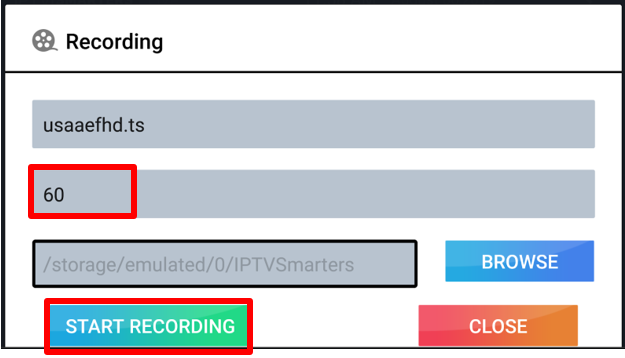 Recording
usaaefhd.ts
60
/storage/emulated/0/IPTVSmarters
BROWSE
START RECORDING
CLOSE